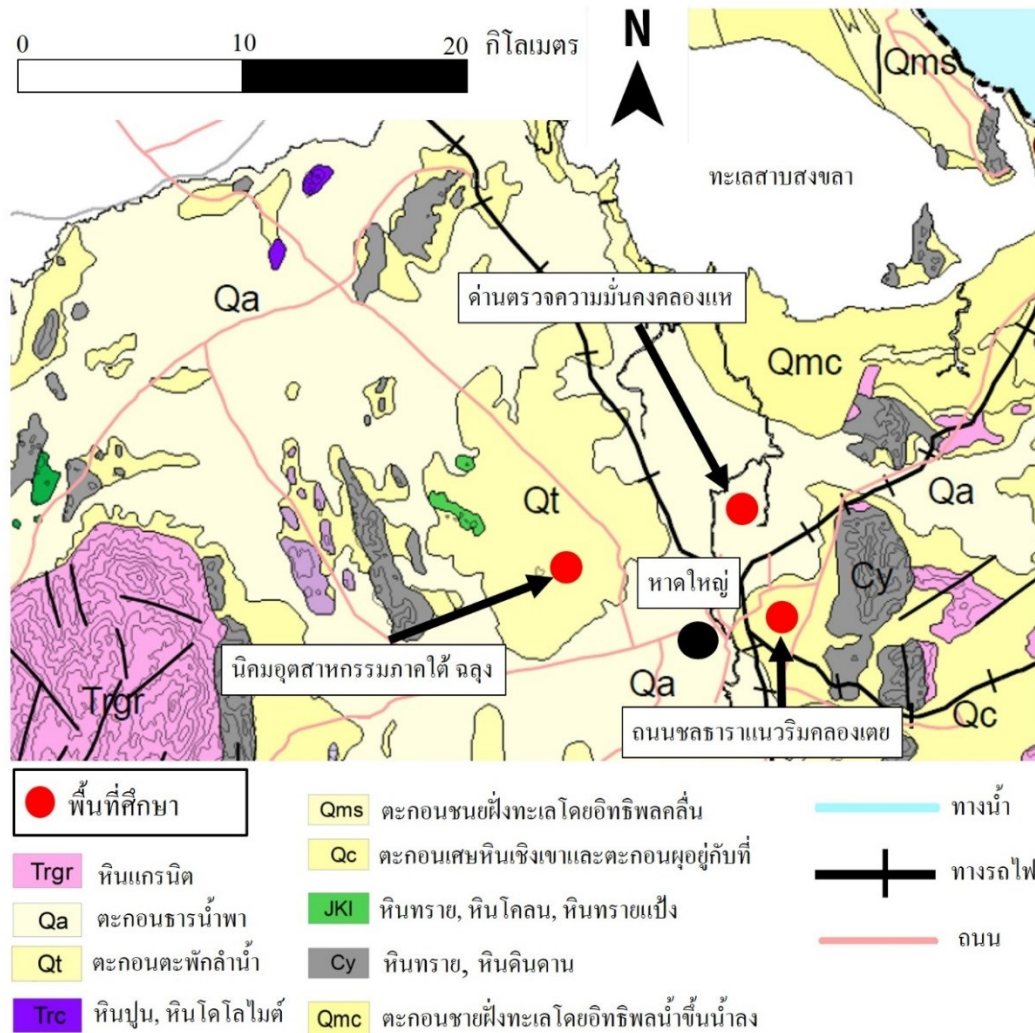 0 10 20 กิโลเมตร
N
Qms
ทะเลสาบสงขลา
Qa
ด่านตรวจความมั่นคงคลองแห
Qmc
Qt
Qa
หาดใหญ่
Cy
นิคมอุตสาหกรรมภาคใต้ ฉลุง
Qa
Trgr
Qc
ถนนชลธาราแนวริมคลองเตย
พื้นที่ศึกษา
Trgr หินแกรนิต
Qa ตะกอนธารน้ำพา
Qt ตะกอนตะพักลำน้ำ
Trc หินปูน, หินโดโลไมต์
Qms ตะกอนชนยฝั่งทะเลโดยอิทธิพลคลื่น
Qc ตะกอนเศษหินเชิงเขาและตะกอนผุอยู่กับที่
JKl หินทราย, หินโคลน, หินทรายแป้ง
Cy หินทราย, หินดินดาน
Qmc ตะกอนชายฝั่งทะเลโดยอิทธิพลน้ำขึ้นน้ำลง
ทางน้ำ
ทางรถไฟ
ถนน